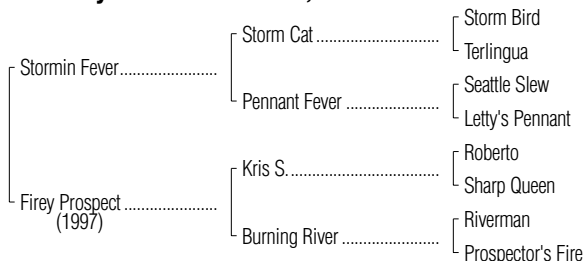 Storm Bird
Storm Cat ..................................
Terlingua
Stormin Fever.......................
Seattle Slew
Pennant Fever ..........................
Letty's Pennant
Roberto
Kris S. .........................................
Sharp Queen
Firey Prospect ......................
(1997)
Riverman
Burning River ...........................
Prospector's Fire